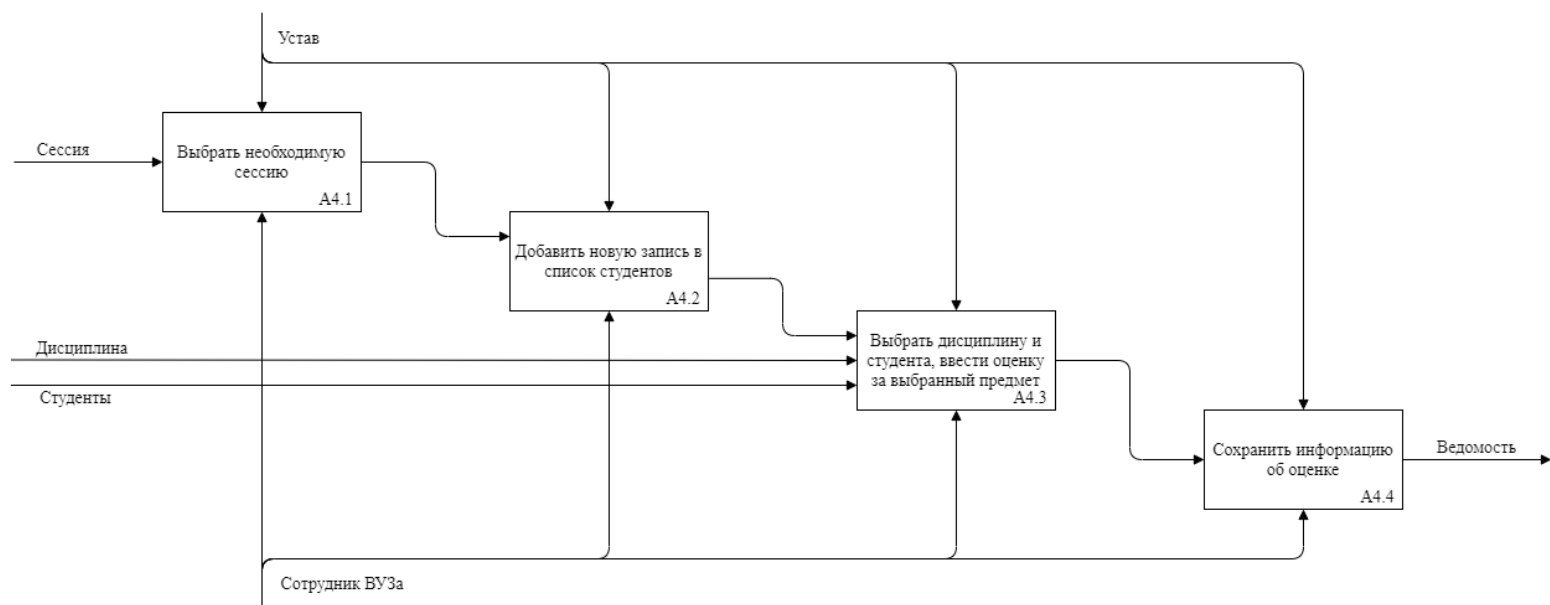 Устав
Сессия
Выбрать необходимую
сессию
A4.1
Добавить новую запись в
список студентов
A4.2
Дисциплина
Студенты
Выбрать дисциплину и
студента, ввести оценку
за выбранный предмет
A4.3
Сохранить информацию
об оценке
A4.4
Ведомость
Сотрудник ВУЗа